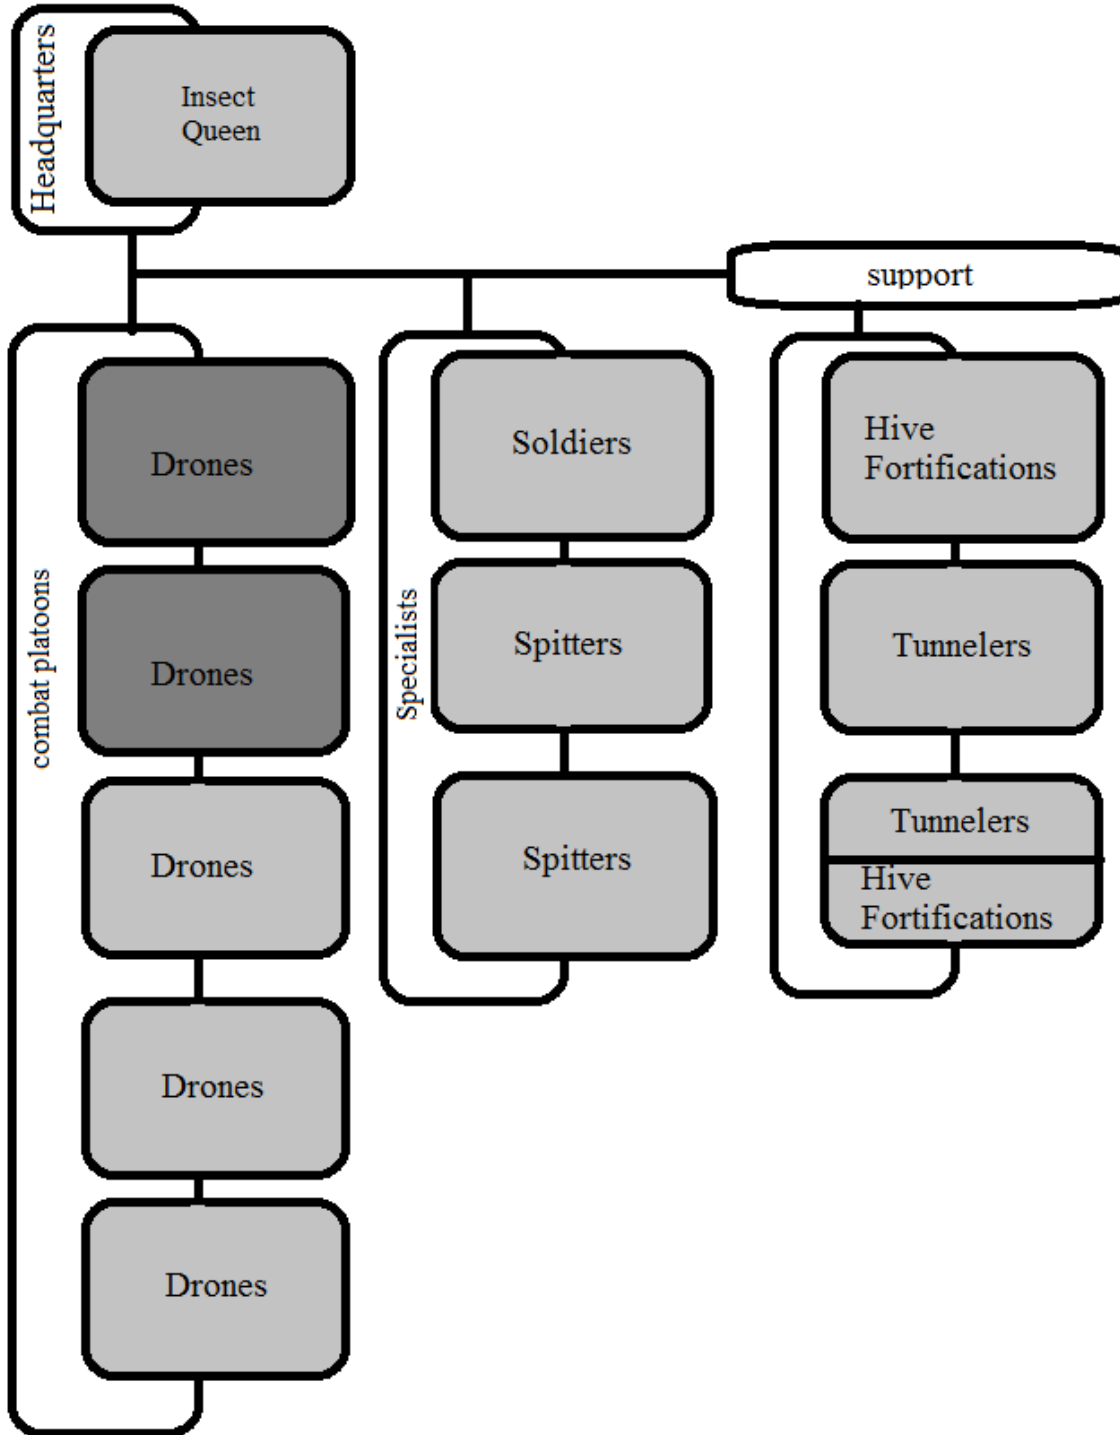 Headquarters
Insect
Queen
support
combat platoons
Drones
Drones
Drones
Drones
Drones
Specialists
Soldiers
Spitters
Spitters
Hive
Fortifications
Tunnelers
Tunnelers
Hive
Fortifications